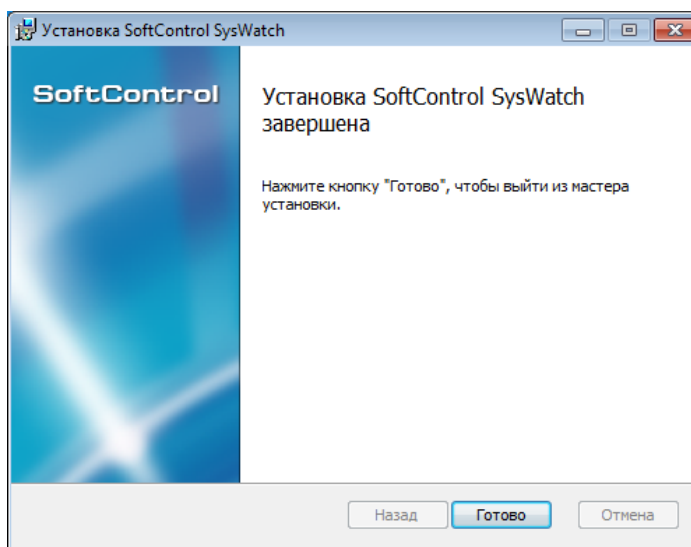 Установка SoftControl SysWatch
SoftControl
Установка SoftControl SysWatch
завершена
Нажмите кнопку "Готово", чтобы выйти из мастера
установки.
Назад
Готово
Отмена